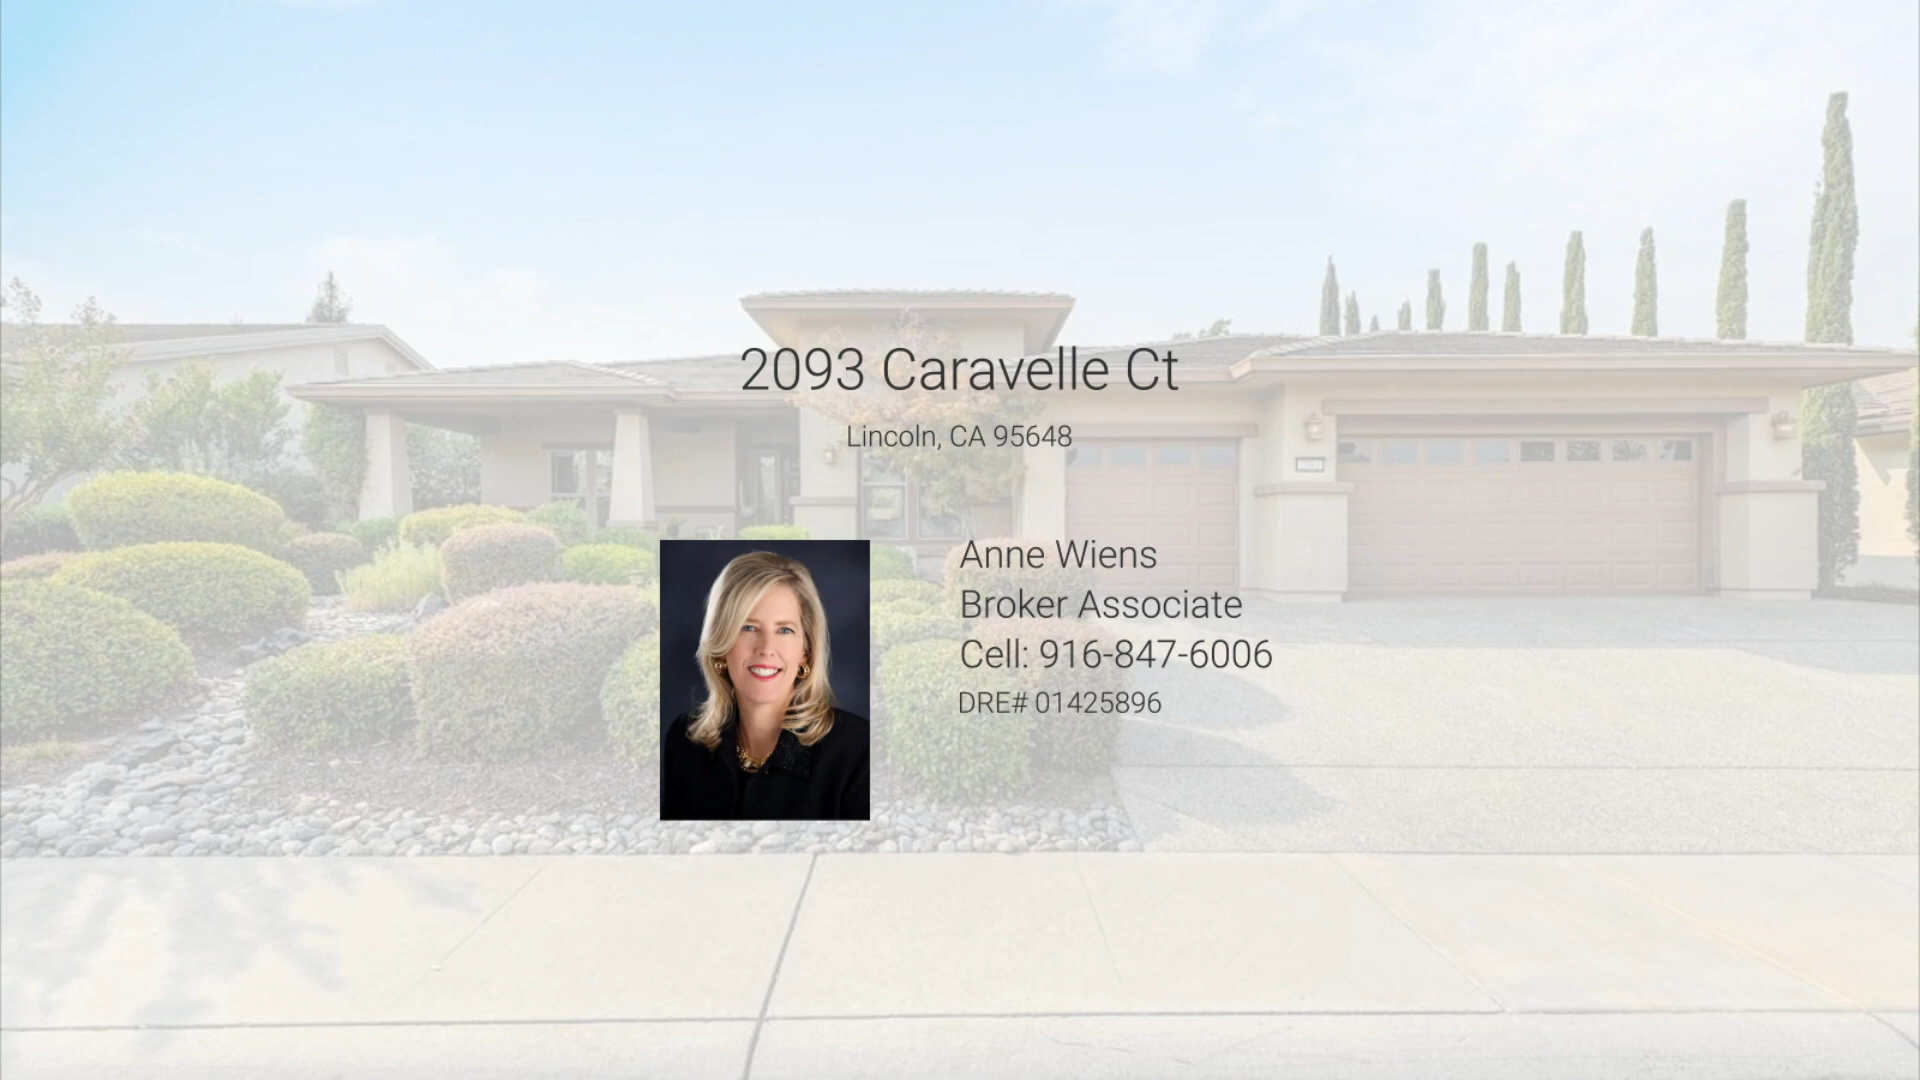 2093 Caravelle Ct
Lincoln, CA 95648
Anne Wiens
Broker Associate
Cell: 916-847-6006
DRE# 01425896